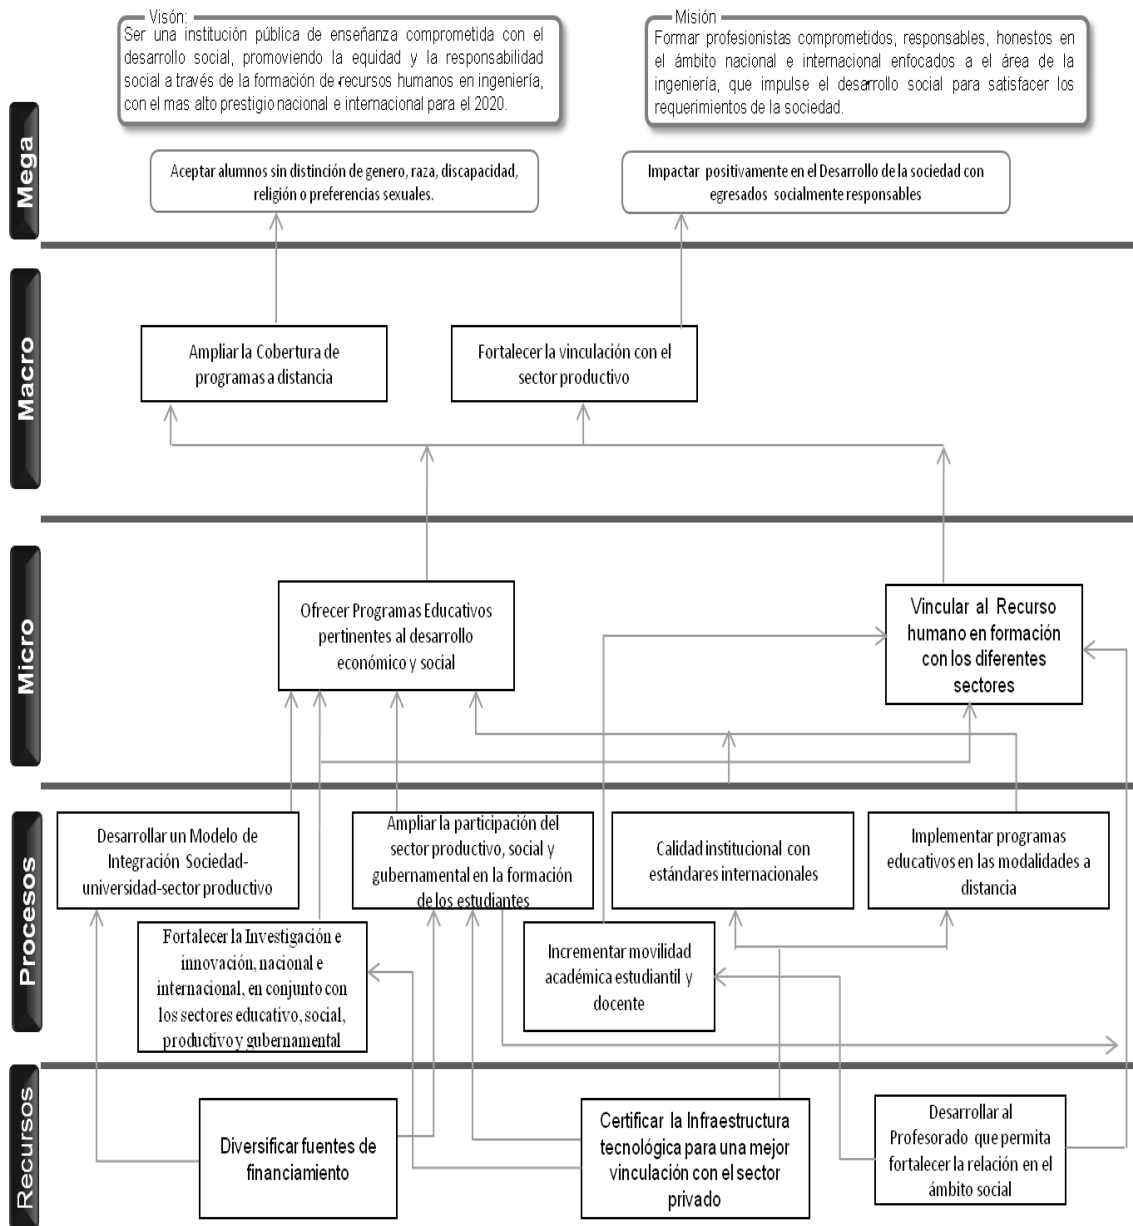 Visón:
Ser una institución pública de enseñanza comprometida con el
desarrollo social, promoviendo la equidad y la responsabilidad
social a través de la formación de recursos humanos en ingeniería,
con el mas alto prestigio nacional e internacional para el 2020.
Misión
Formar profesionistas comprometidos, responsables, honestos en
el ámbito nacional e internacional enfocados a el área de la
ingeniería, que impulse el desarrollo social para satisfacer los
requerimientos de la sociedad.
Mega
Aceptar alumnos sin distinción de genero, raza, discapacidad,
religión o preferencias sexuales.
Impactar positivamente en el Desarrollo de la sociedad con
egresados socialmente responsables
Macro
Ampliar la Cobertura de
programas a distancia
Fortalecer la vinculación con el
sector productivo
Micro
Ofrecer Programas Educativos
pertinentes al desarrollo
económico y social
Vincular al Recurso
humano en formación
con los diferentes
sectores
Procesos
Desarrollar un Modelo de
Integración Sociedad-
universidad-sector productivo
Ampliar la participación del
sector productivo, social y
gubernamental en la formación
de los estudiantes
Calidad institucional con
estándares internacionales
Implementar programas
educativos en las modalidades a
distancia
Fortalecer la Investigación e
innovación, nacional e
internacional, en conjunto con
los sectores educativo, social,
productivo y gubernamental
Incrementar movilidad
académica estudiantil y
docente
Recursos
Diversificar fuentes de
financiamiento
Certificar la Infraestructura
tecnológica para una mejor
vinculación con el sector
privado
Desarrollar al
Profesorado que permita
fortalecer la relación en el
ámbito social